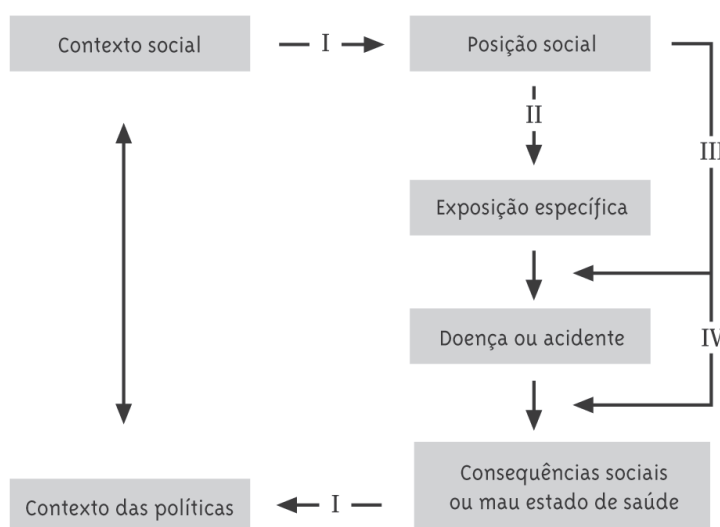 Contexto social
I
Posição social
II
III
Exposição específica
Doença ou acidente
IV
Consequências sociais
ou mau estado de saúde
I
Contexto das políticas